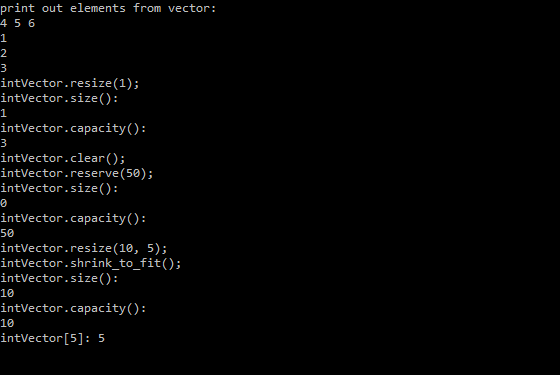 print out elements from vector:
4 5 6
1
2
3
intVector.resize(1);
intVector.size():
1
intVector.capacity():
3
intVector.clear();
intVector.reserve(50);
intVector.size():
0
intVector.capacity():
50
intVector.resize(10, 5);
intVector.shrink_to_fit();
intVector.size():
10
intVector.capacity():
10
intVector[5]: 5